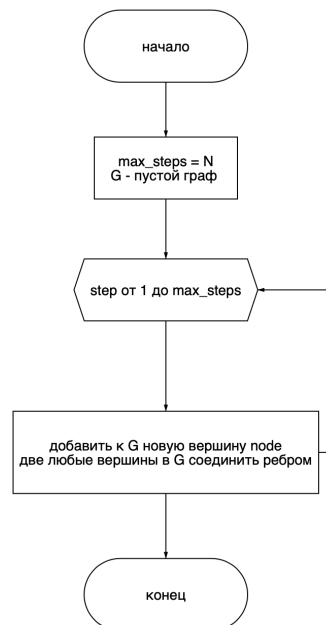 начало
max_steps = N
G - пустой граф
step от 1 до max_steps
добавить к G новую вершину node
две любые вершины в G соединить ребром
конец